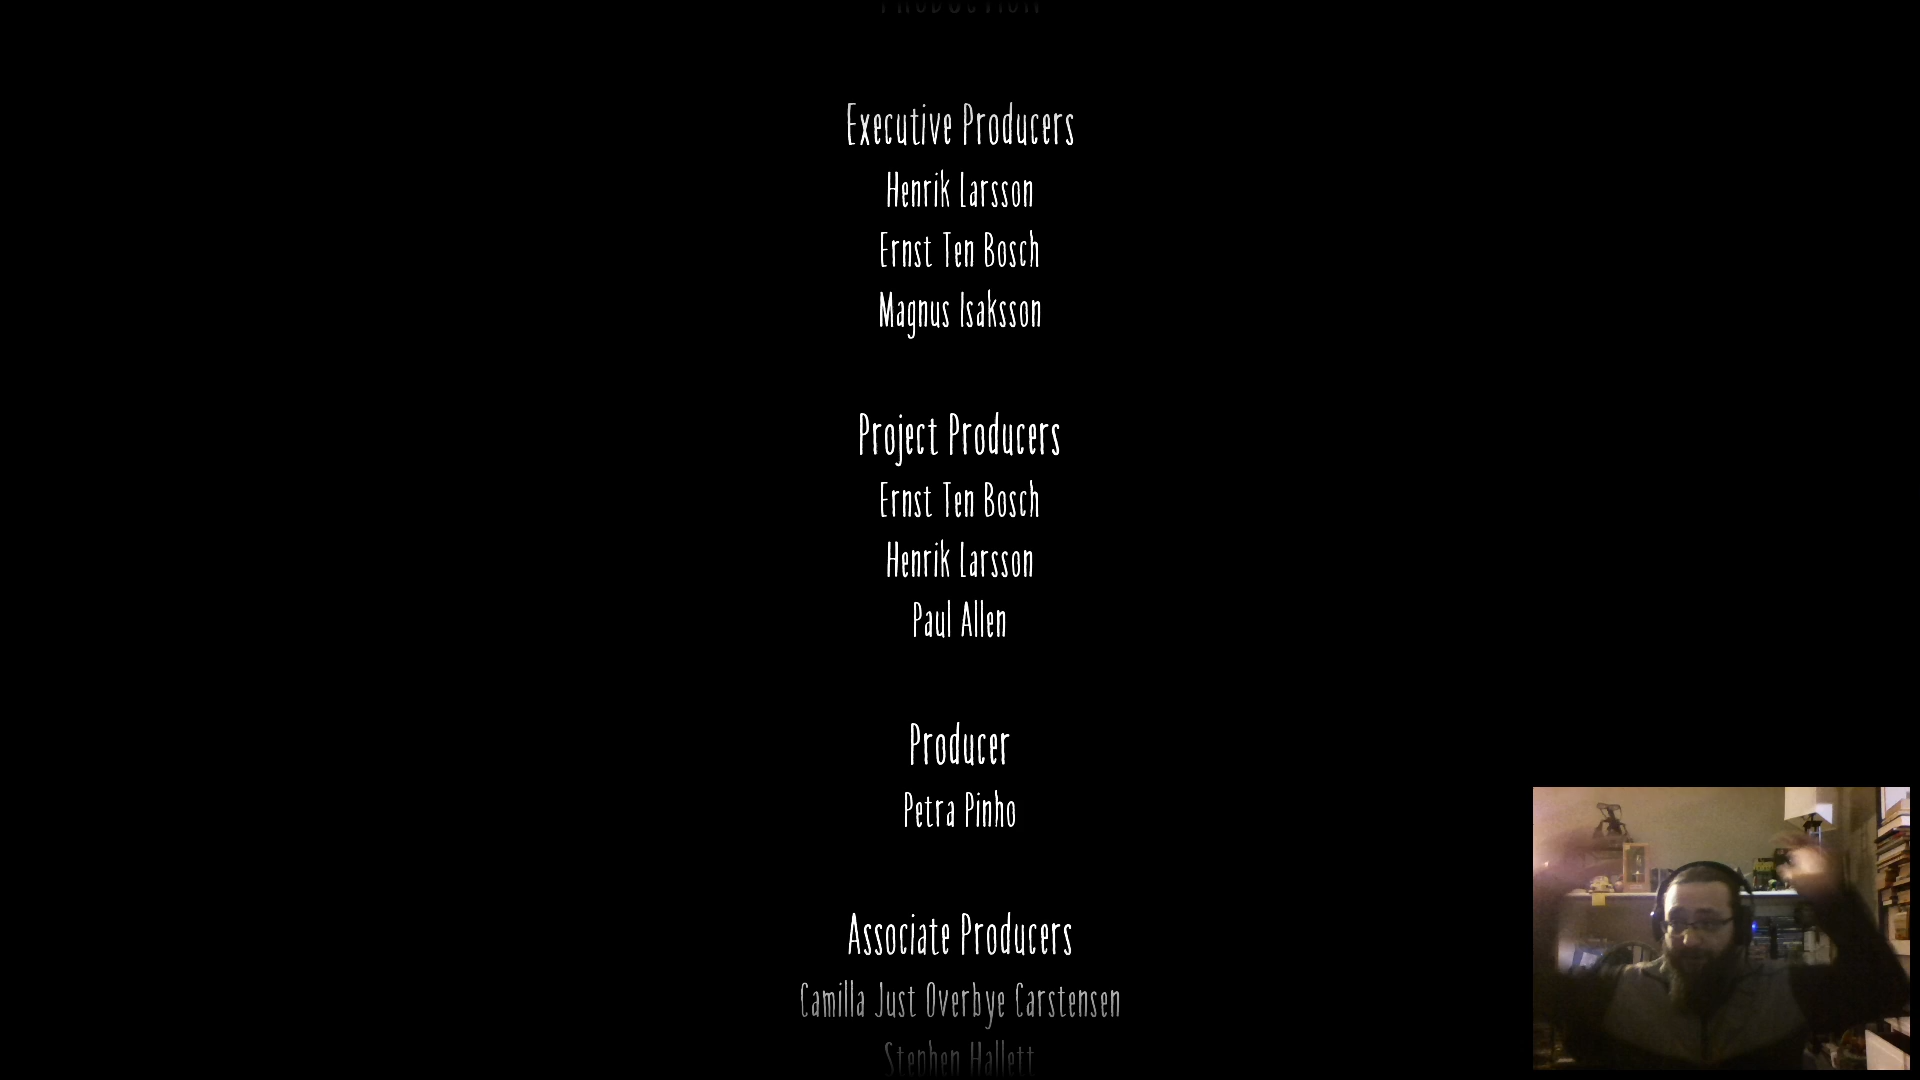 Production
Executive Producers
Henrik Larsson
Ernst Ten Bosch
Magnus Isaksson
Project Producers
Ernst Ten Bosch
Henrik Larsson
Paul Allen
Producer
Petra Pinho
Associate Producers
Camilla Just Overbye Carstensen
Stephen Hallett